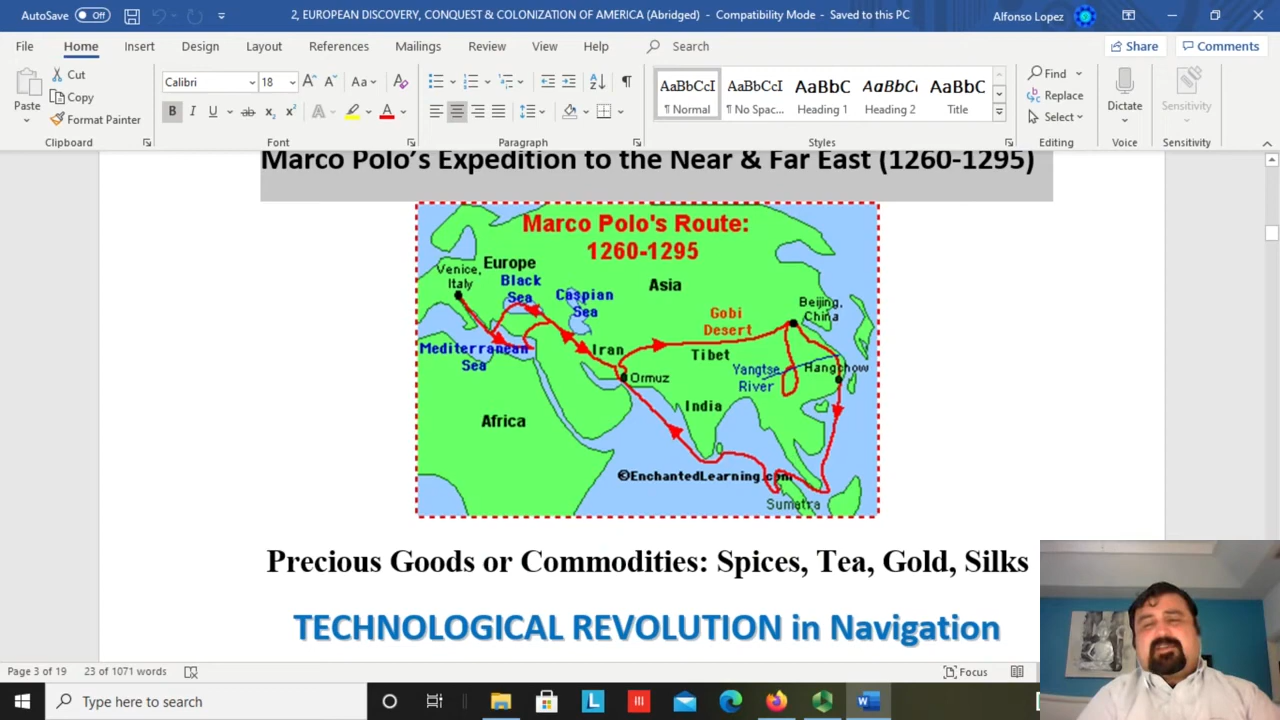 AutoSave Off 2, EUROPEAN DISCOVERY, CONQUEST & COLONIZATION OF AMERICA (Abridged) - Compatibility Mode - Saved to this PC Alfonso Lopez
File Home Insert Design Layout References Mailings Review View Help Search Share Comments
Paste Cut Copy Format Painter
Calibri 18
AaBbCcI AaBbCcI AaBbC AaBbCc AaBbC
¶ Normal ¶ No Spac... Heading 1 Heading 2 Title
Find Replace Select
Dictate Sensitivity
Clipboard Font Paragraph Styles Editing Voice Sensitivity
Marco Polo's Expedition to the Near & Far East (1260-1295)
Marco Polo's Route:
1260-1295
Venice,
Italy
Europe
Black
Sea
Caspian
Sea
Asia
Gobi
Desert
Beijing,
China
Mediterranean
Sea
Iran
Tibet
Ormuz
Yangtse
River
Hangchow
India
Africa
©EnchantedLearning.com
Sumatra
Precious Goods or Commodities: Spices, Tea, Gold, Silks
TECHNOLOGICAL REVOLUTION in Navigation
Page 3 of 19 23 of 1071 words Focus
Type here to search